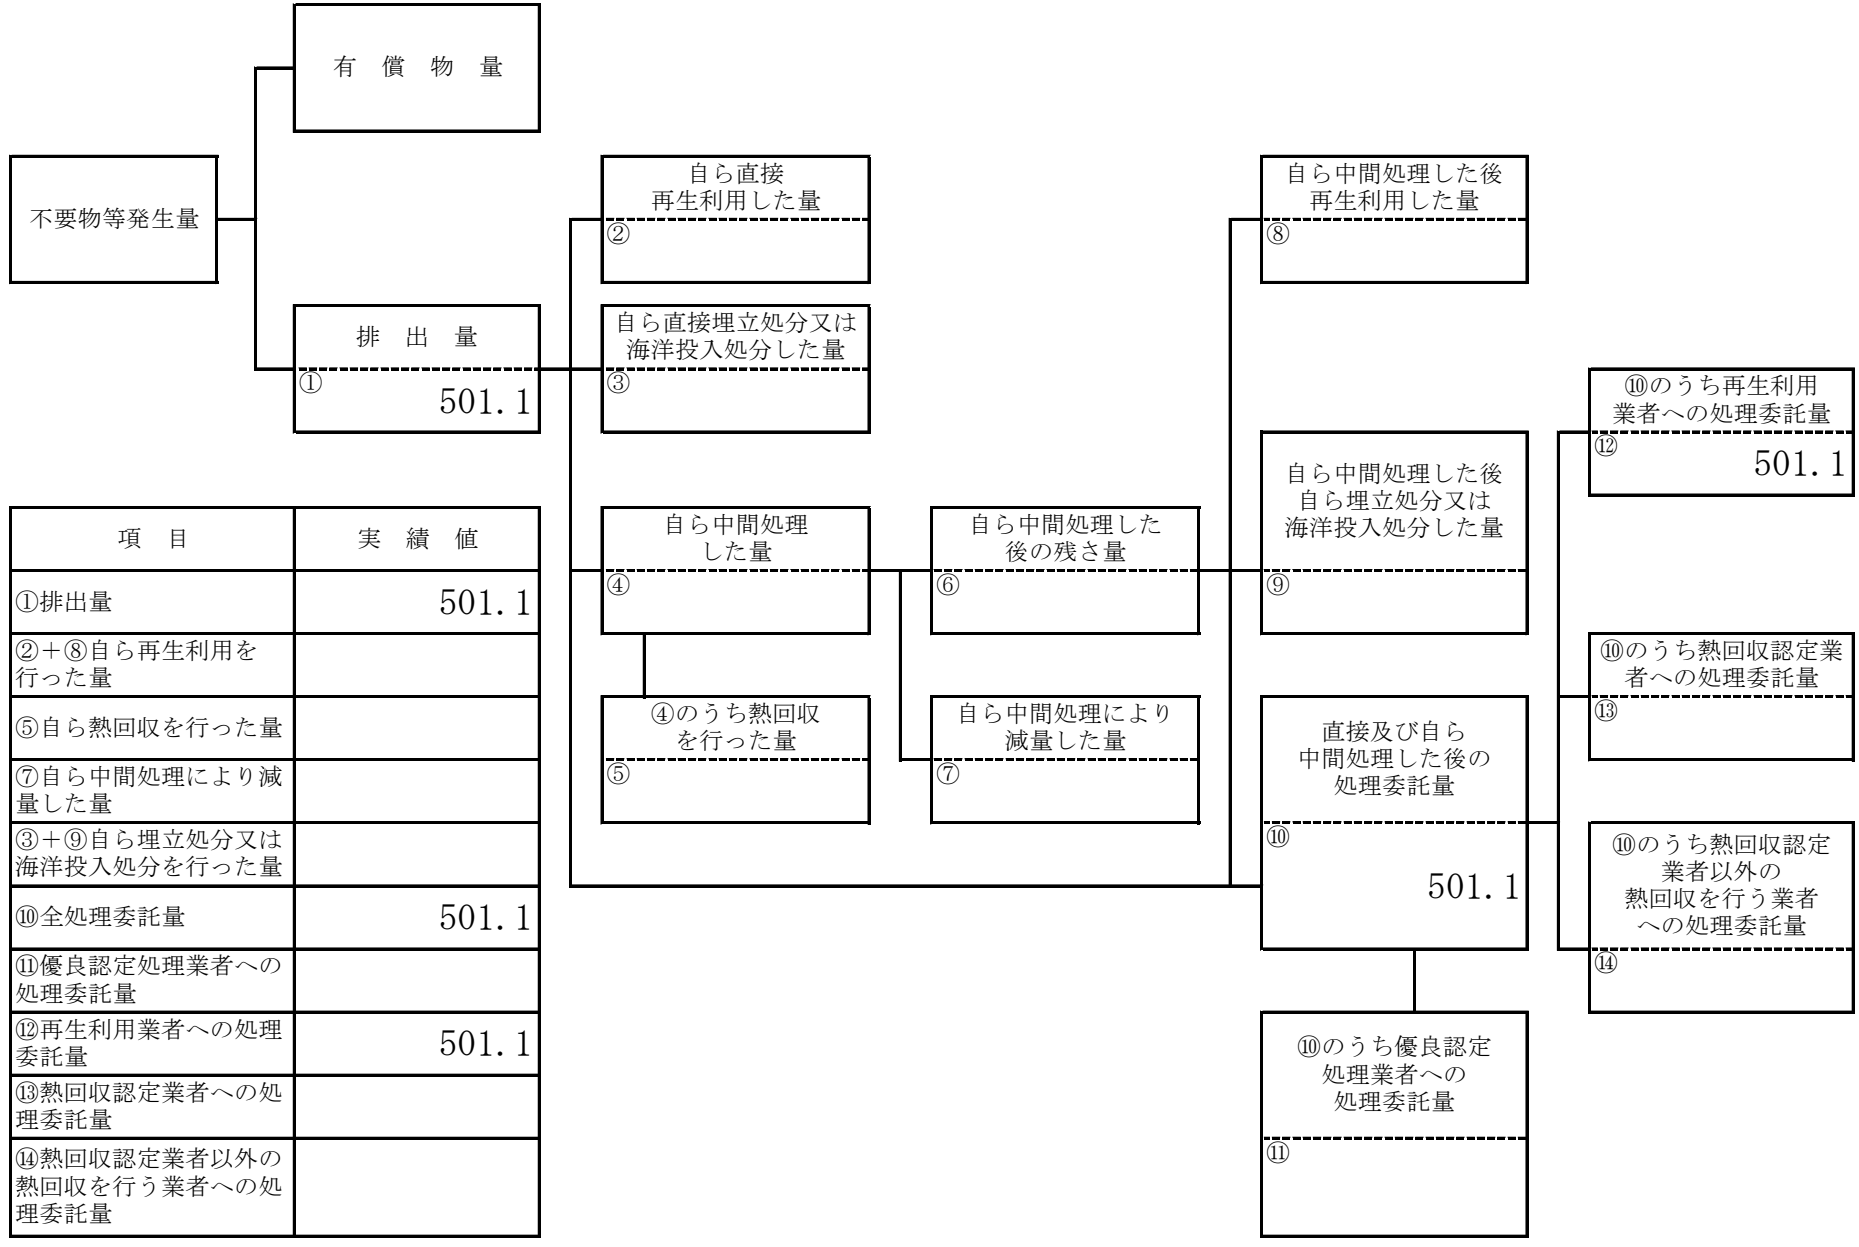 有　償　物　量
不要物等発生量
排　出　量
①
501.1
自ら直接
再生利用した量
②
自ら直接埋立処分又は
海洋投入処分した量
③
自ら中間処理
した量
④
④のうち熱回収
を行った量
⑤
自ら中間処理した
後の残さ量
⑥
自ら中間処理により
減量した量
⑦
自ら中間処理した後
再生利用した量
⑧
自ら中間処理した後
自ら埋立処分又は
海洋投入処分した量
⑨
直接及び自ら
中間処理した後の
処理委託量
⑩
501.1
⑩のうち優良認定
処理業者への
処理委託量
⑪
⑩のうち再生利用
業者への処理委託量
⑫
501.1
⑩のうち熱回収認定業
者への処理委託量
⑬
⑩のうち熱回収認定
業者以外の
熱回収を行う業者
への処理委託量
⑭
項　目　実　績　値
①排出量　501.1
②＋⑧自ら再生利用を
行った量
⑤自ら熱回収を行った量
⑦自ら中間処理により減
量した量
③＋⑨自ら埋立処分又は
海洋投入処分を行った量
⑩全処理委託量　501.1
⑪優良認定処理業者への
処理委託量
⑫再生利用業者への処理
委託量　501.1
⑬熱回収認定業者への処
理委託量
⑭熱回収認定業者以外の
熱回収を行う業者への処
理委託量